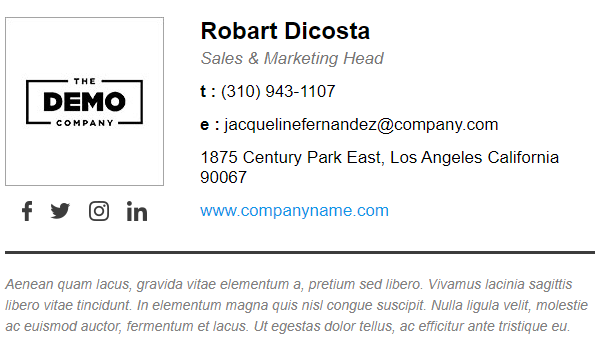 THE
DEMO
COMPANY
Robart Dicosta
Sales & Marketing Head
t : (310) 943-1107
e : jacquelinefernandez@company.com
1875 Century Park East, Los Angeles California
90067
www.companyname.com
Aenean quam lacus, gravida vitae elementum a, pretium sed libero. Vivamus lacinia sagittis
libero vitae tincidunt. In elementum magna quis nisl congue suscipit. Nulla ligula velit, molestie
ac euismod auctor, fermentum et lacus. Ut egestas dolor tellus, ac efficitur ante tristique eu.